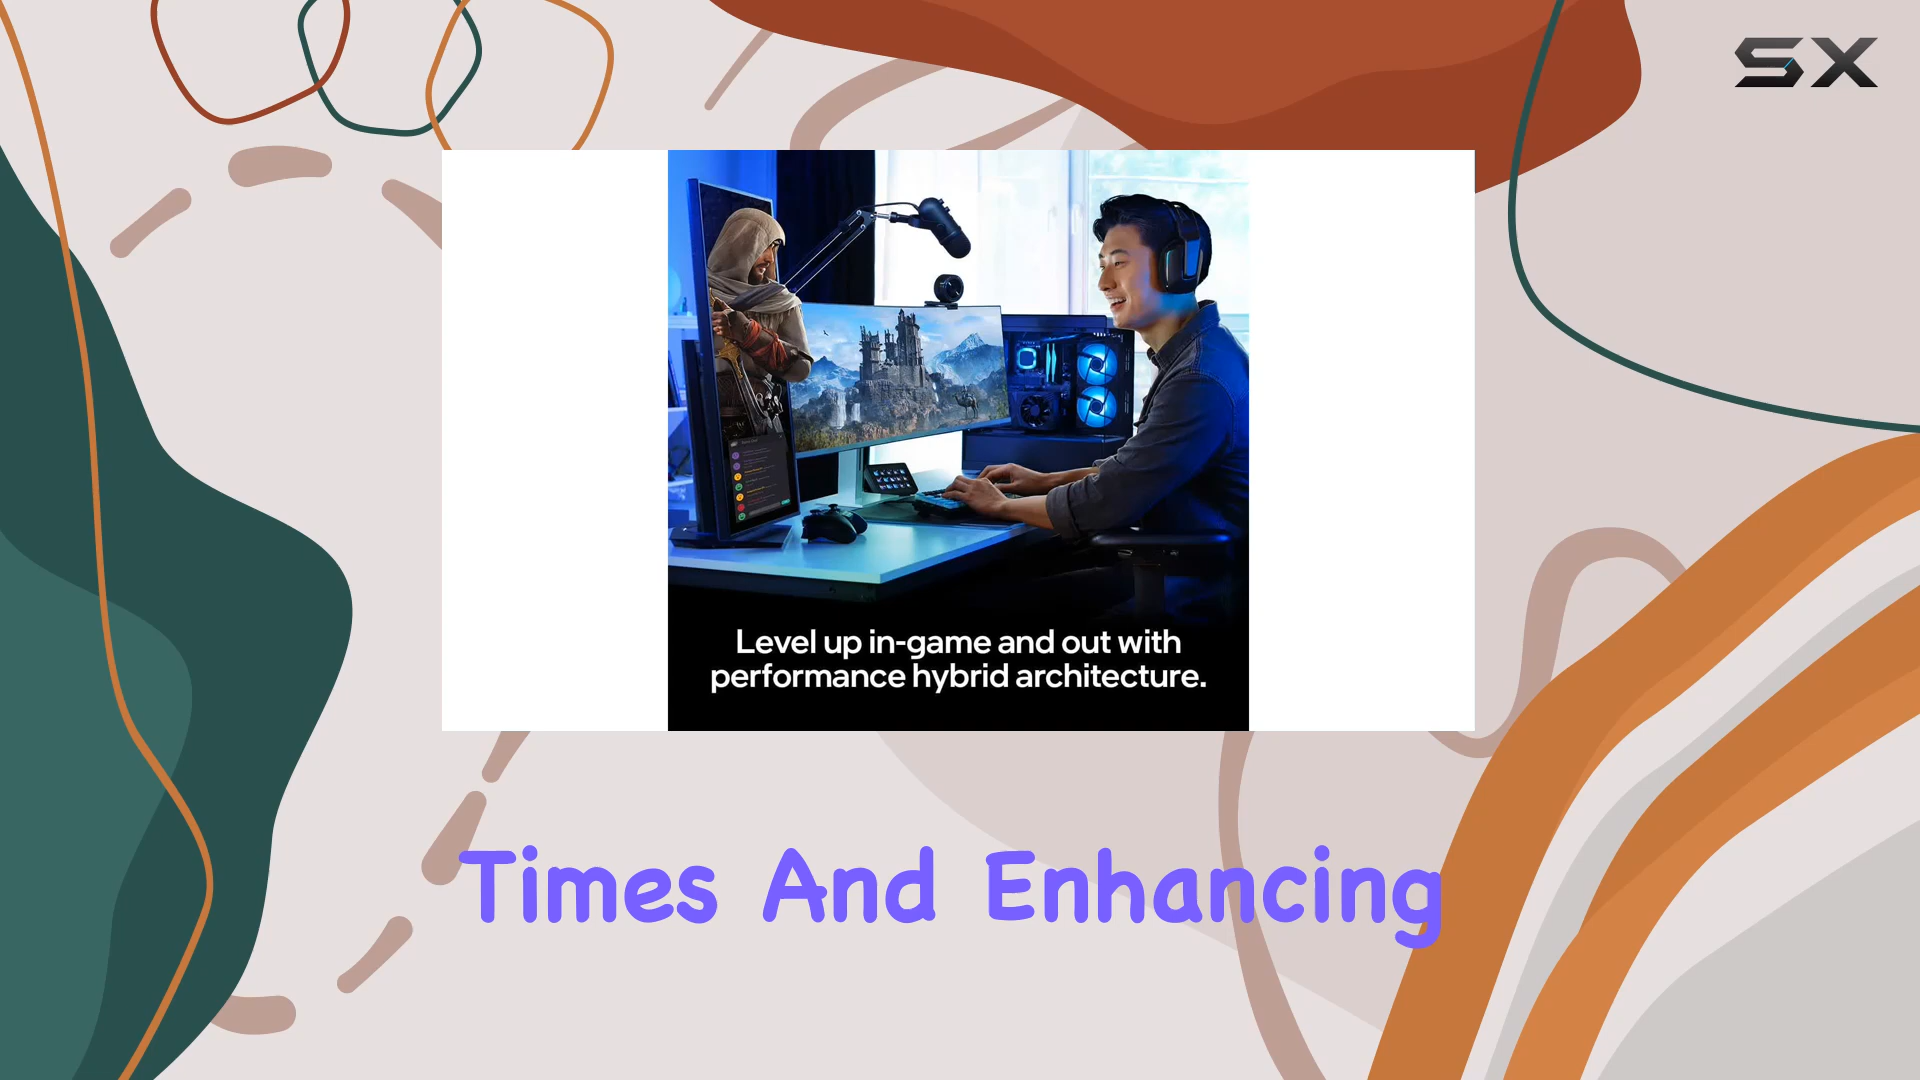 SX
Level up in-game and out with
performance hybrid architecture.
Times And Enhancing